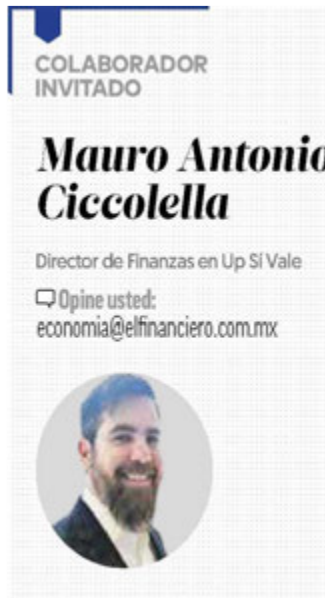 COLABORADOR
INVITADO
Mauro Antonio
Ciccolella
Director de Finanzas en Up Sí Vale
Opine usted:
economia@elfinanciero.com.mx